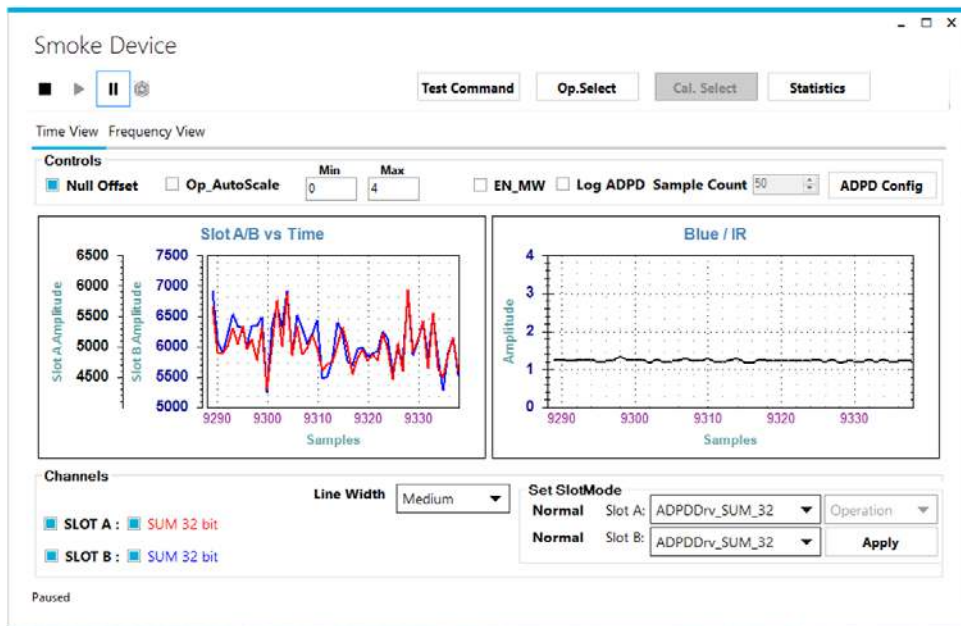 Smoke Device
Test Command Op.Select Cal. Select Statistics
Time View Frequency View
Controls
Min Max
Null Offset Op_AutoScale 0 4 EN_MW Log ADPD Sample Count 50 ADPD Config
Slot A/B vs Time
Slot A Amplitude
6500
6000
5500
5000
4500
Slot B Amplitude
7500
7000
6500
6000
5500
5000
9290 9300 9310 9320 9330
Samples
Blue / IR
Amplitude
4
3
2
1
0
9290 9300 9310 9320 9330
Samples
Channels
Line Width Medium
SLOT A : SUM 32 bit
SLOT B : SUM 32 bit
Set SlotMode
Normal Slot A: ADPDDrv_SUM_32 Operation
Normal Slot B: ADPDDrv_SUM_32 Apply
Paused